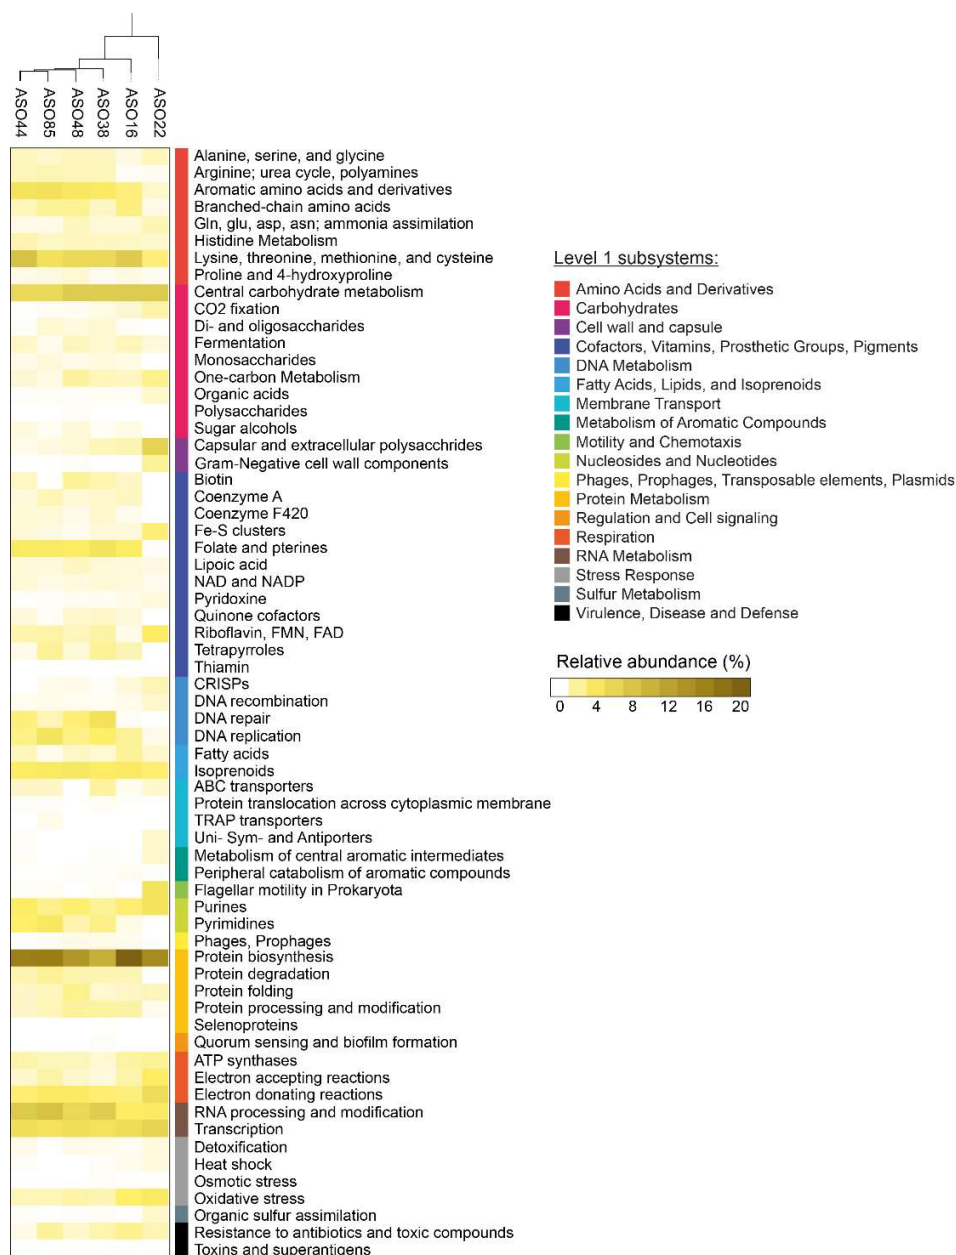 ASO44
ASO85
ASO48
ASO38
ASO16
ASO22
Alanine, serine, and glycine
Arginine; urea cycle, polyamines
Aromatic amino acids and derivatives
Branched-chain amino acids
Gln, glu, asp, asn; ammonia assimilation
Histidine Metabolism
Lysine, threonine, methionine, and cysteine
Proline and 4-hydroxyproline
Central carbohydrate metabolism
CO2 fixation
Di- and oligosaccharides
Fermentation
Monosaccharides
One-carbon Metabolism
Organic acids
Polysaccharides
Sugar alcohols
Capsular and extracellular polysacchrides
Gram-Negative cell wall components
Biotin
Coenzyme A
Coenzyme F420
Fe-S clusters
Folate and pterines
Lipoic acid
NAD and NADP
Pyridoxine
Quinone cofactors
Riboflavin, FMN, FAD
Tetrapyrroles
Thiamin
CRISPs
DNA recombination
DNA repair
DNA replication
Fatty acids
Isoprenoids
ABC transporters
Protein translocation across cytoplasmic membrane
TRAP transporters
Uni- Sym- and Antiporters
Metabolism of central aromatic intermediates
Peripheral catabolism of aromatic compounds
Flagellar motility in Prokaryota
Purines
Pyrimidines
Phages, Prophages
Protein biosynthesis
Protein degradation
Protein folding
Protein processing and modification
Selenoproteins
Quorum sensing and biofilm formation
ATP synthases
Electron accepting reactions
Electron donating reactions
RNA processing and modification
Transcription
Detoxification
Heat shock
Osmotic stress
Oxidative stress
Organic sulfur assimilation
Resistance to antibiotics and toxic compounds
Toxins and superantigens
Level 1 subsystems:
Amino Acids and Derivatives
Carbohydrates
Cell wall and capsule
Cofactors, Vitamins, Prosthetic Groups, Pigments
DNA Metabolism
Fatty Acids, Lipids, and Isoprenoids
Membrane Transport
Metabolism of Aromatic Compounds
Motility and Chemotaxis
Nucleosides and Nucleotides
Phages, Prophages, Transposable elements, Plasmids
Protein Metabolism
Regulation and Cell signaling
Respiration
RNA Metabolism
Stress Response
Sulfur Metabolism
Virulence, Disease and Defense
Relative abundance (%)
0 4 8 12 16 20